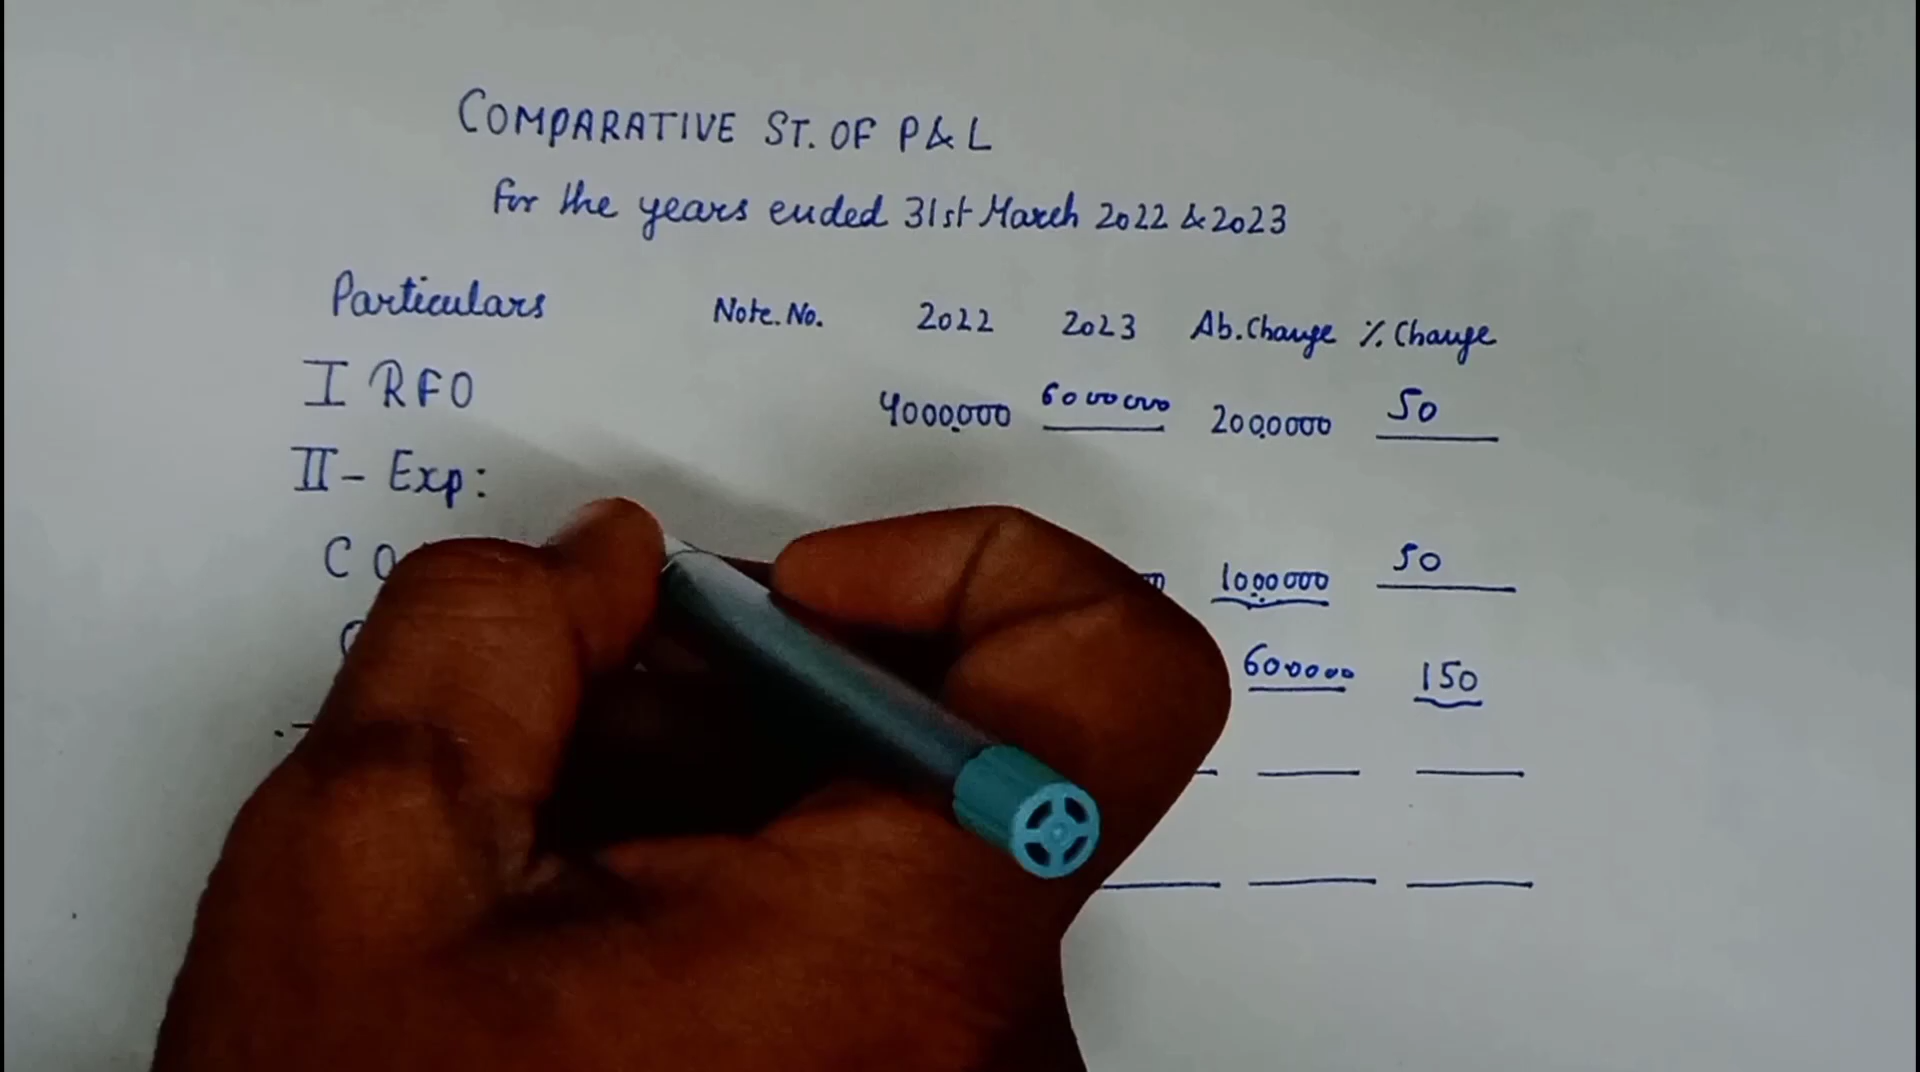 COMPARATIVE ST. OF P&L
for the years ended 31st March 2022 & 2023
Particulars Note.No. 2022 2023 Ab.Change % Change
I RFO 4000000 6000000 2000000 50
II - Exp:
1000000 50
600000 150